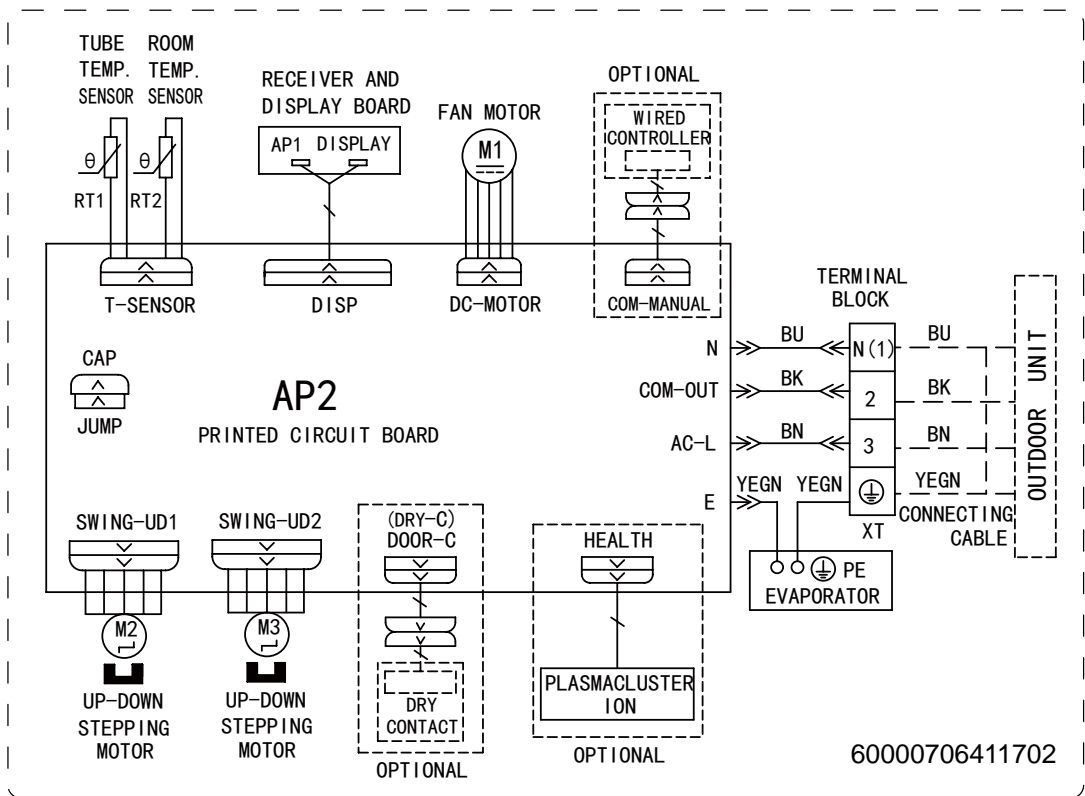 TUBE
TEMP.
SENSOR
ROOM
TEMP.
SENSOR
θ
RT1
θ
RT2
RECEIVER AND
DISPLAY BOARD
AP1 DISPLAY
FAN MOTOR
M1
OPTIONAL
WIRED
CONTROLLER
T-SENSOR
DISP
DC-MOTOR
COM-MANUAL
TERMINAL
BLOCK
CAP
JUMP
AP2
PRINTED CIRCUIT BOARD
N
BU
N(1)
BU
COM-OUT
BK
2
BK
AC-L
BN
3
BN
E
YEGN
YEGN
YEGN
XT
CONNECTING
CABLE
OUTDOOR UNIT
PE
EVAPORATOR
SWING-UD1
M2
UP-DOWN
STEPPING
MOTOR
SWING-UD2
M3
UP-DOWN
STEPPING
MOTOR
(DRY-C)
DOOR-C
DRY
CONTACT
OPTIONAL
HEALTH
PLASMACLUSTER
ION
OPTIONAL
60000706411702